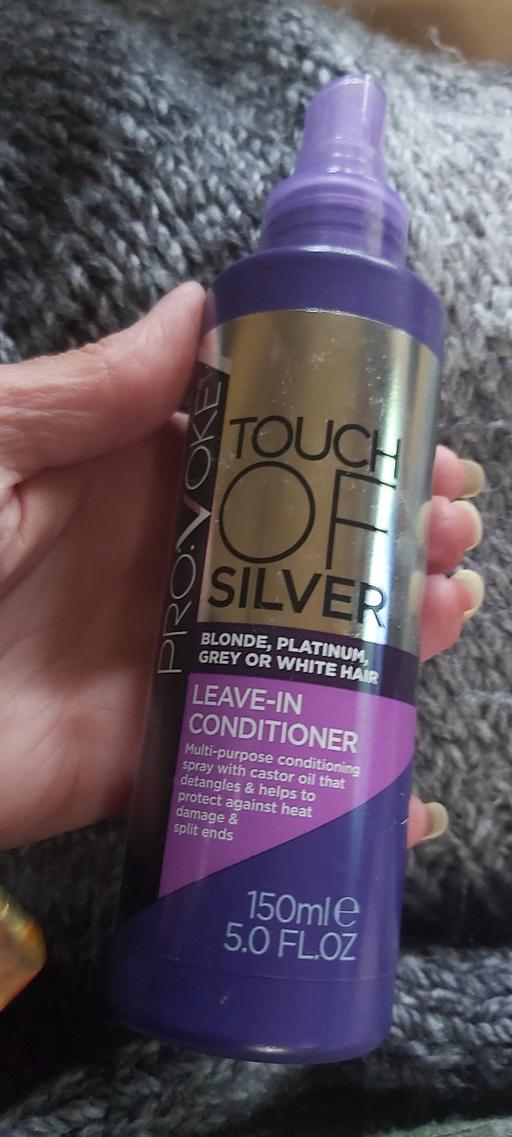 PRO:VOKE
TOUCH
OF
SILVER
BLONDE, PLATINUM,
GREY OR WHITE HAIR
LEAVE-IN
CONDITIONER
Multi-purpose conditioning
spray with castor oil that
detangles & helps to
protect against heat
damage &
split ends
150ml e
5.0 FL.OZ